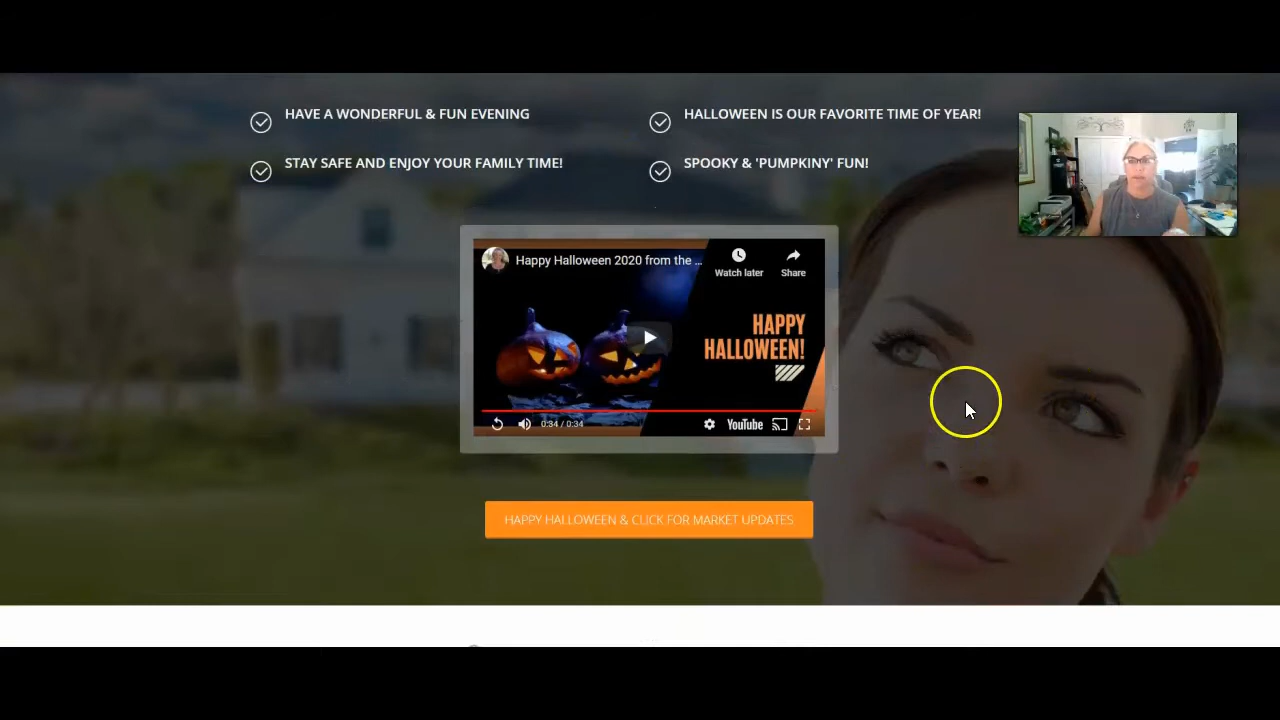 HAVE A WONDERFUL & FUN EVENING
HALLOWEEN IS OUR FAVORITE TIME OF YEAR!
STAY SAFE AND ENJOY YOUR FAMILY TIME!
SPOOKY & 'PUMPKINY' FUN!
Happy Halloween 2020 from the ...
Watch later
Share
HAPPY
HALLOWEEN!
0:34 / 0:34
YouTube
HAPPY HALLOWEEN & CLICK FOR MARKET UPDATES